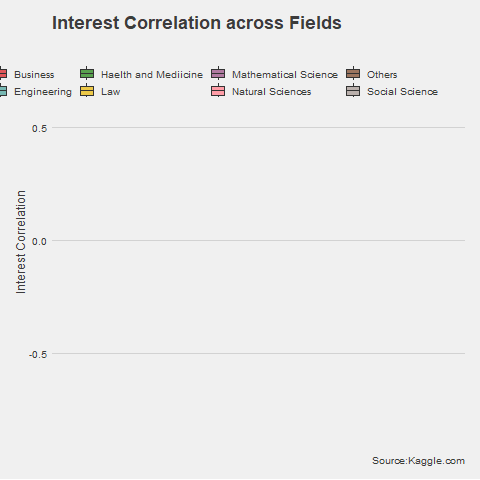 Interest Correlation across Fields
Business Haelth and Mediicine Mathematical Science Others
Engineering Law Natural Sciences Social Science
0.5
Interest Correlation
0.0
-0.5
Source:Kaggle.com